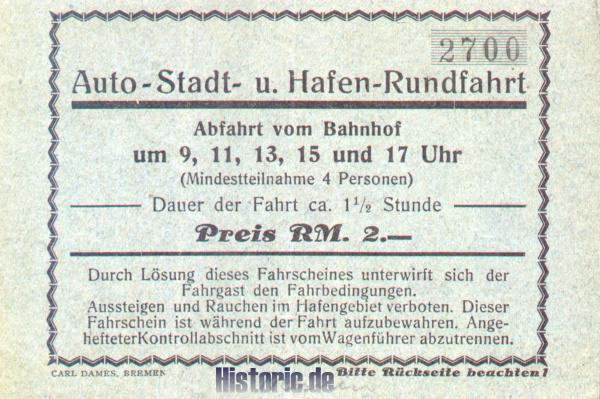 2700
Auto-Stadt- u. Hafen-Rundfahrt
Abfahrt vom Bahnhof
um 9, 11, 13, 15 und 17 Uhr
(Mindestteilnahme 4 Personen)
Dauer der Fahrt ca. 1½ Stunde
Preis RM. 2.—
Durch Lösung dieses Fahrscheines unterwirft sich der
Fahrgast den Fahrbedingungen.
Aussteigen und Rauchen im Hafengebiet verboten. Dieser
Fahrschein ist während der Fahrt aufzubewahren. Ange-
hefteter Kontrollabschnitt ist vom Wagenführer abzutrennen.
CARL DAMES, BREMEN
Historic.de
Bitte Rückseite beachten!